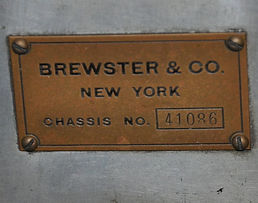 BREWSTER & CO.
NEW YORK
CHASSIS NO. 41086